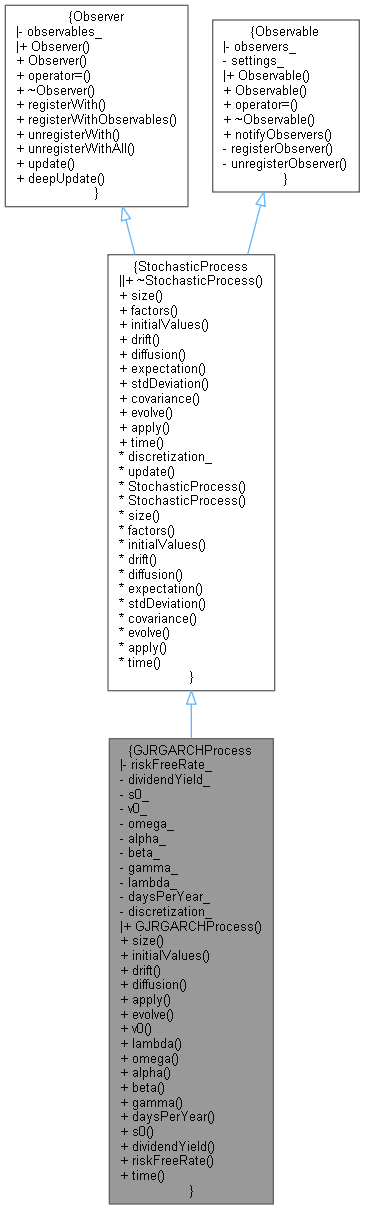 {Observer
|- observables_
|+ Observer()
+ Observer()
+ operator=()
+ ~Observer()
+ registerWith()
+ registerWithObservables()
+ unregisterWith()
+ unregisterWithAll()
+ update()
+ deepUpdate()
}
{Observable
|- observers_
- settings_
|+ Observable()
+ Observable()
+ operator=()
+ ~Observable()
+ notifyObservers()
- registerObserver()
- unregisterObserver()
}
{StochasticProcess
||+ ~StochasticProcess()
+ size()
+ factors()
+ initialValues()
+ drift()
+ diffusion()
+ expectation()
+ stdDeviation()
+ covariance()
+ evolve()
+ apply()
+ time()
* discretization_
* update()
* StochasticProcess()
* StochasticProcess()
* size()
* factors()
* initialValues()
* drift()
* diffusion()
* expectation()
* stdDeviation()
* covariance()
* evolve()
* apply()
* time()
}
{GJRGARCHProcess
|- riskFreeRate_
- dividendYield_
- s0_
- v0_
- omega_
- alpha_
- beta_
- gamma_
- lambda_
- daysPerYear_
- discretization_
|+ GJRGARCHProcess()
+ size()
+ initialValues()
+ drift()
+ diffusion()
+ apply()
+ evolve()
+ v0()
+ lambda()
+ omega()
+ alpha()
+ beta()
+ gamma()
+ daysPerYear()
+ s0()
+ dividendYield()
+ riskFreeRate()
+ time()
}